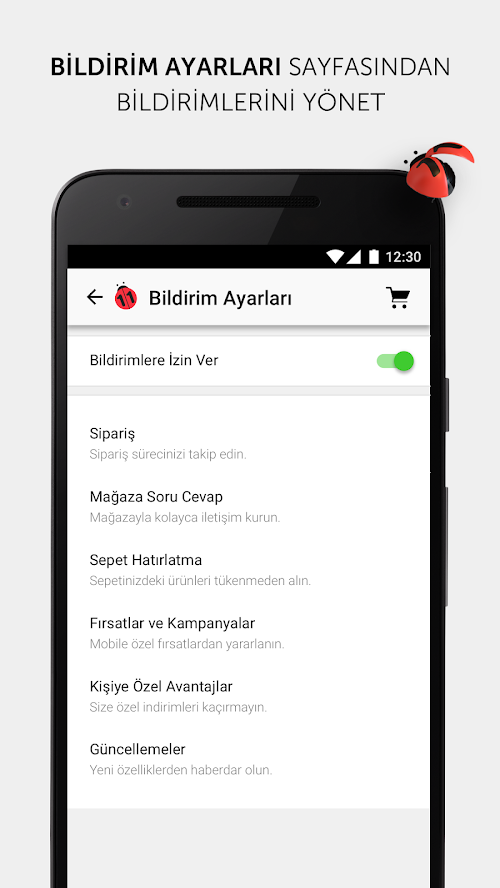 BİLDİRİM AYARLARI SAYFASINDAN
BİLDİRİMLERİNİ YÖNET
12:30
11 Bildirim Ayarları
Bildirimlere İzin Ver
Sipariş
Sipariş sürecinizi takip edin.
Mağaza Soru Cevap
Mağazayla kolayca iletişim kurun.
Sepet Hatırlatma
Sepetinizdeki ürünleri tükenmeden alın.
Fırsatlar ve Kampanyalar
Mobile özel fırsatlardan yararlanın.
Kişiye Özel Avantajlar
Size özel indirimleri kaçırmayın.
Güncellemeler
Yeni özelliklerden haberdar olun.